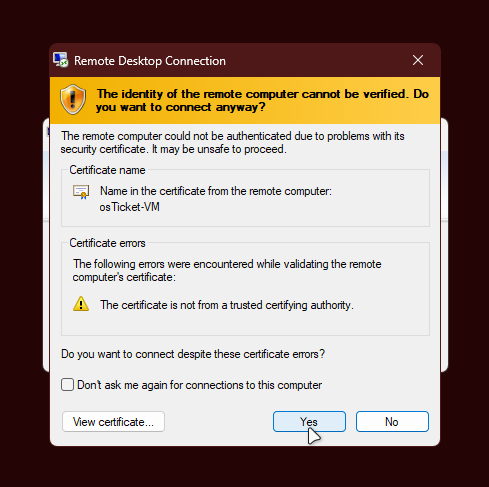 Remote Desktop Connection
The identity of the remote computer cannot be verified. Do
you want to connect anyway?
The remote computer could not be authenticated due to problems with its
security certificate. It may be unsafe to proceed.
Certificate name
Name in the certificate from the remote computer:
osTicket-VM
Certificate errors
The following errors were encountered while validating the remote
computer's certificate:
The certificate is not from a trusted certifying authority.
Do you want to connect despite these certificate errors?
Don't ask me again for connections to this computer
View certificate...
Yes
No